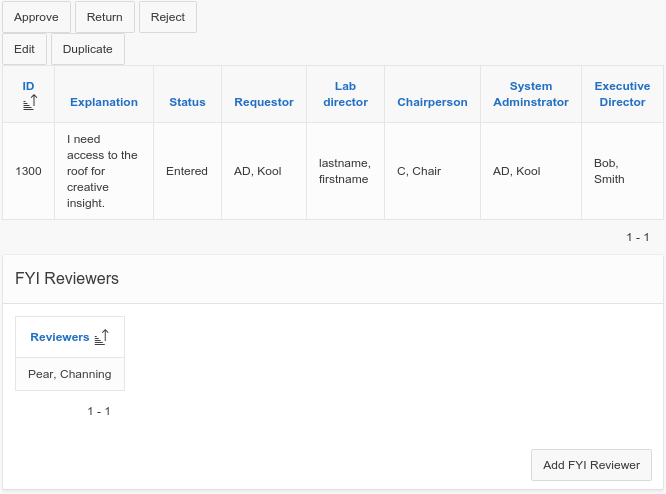 Approve Return Reject
Edit Duplicate
ID Explanation Status Requestor Lab director Chairperson System Adminstrator Executive Director
1300 I need access to the roof for creative insight. Entered AD, Kool lastname, firstname C, Chair AD, Kool Bob, Smith
1 - 1
FYI Reviewers
Reviewers
Pear, Channing
1 - 1
Add FYI Reviewer